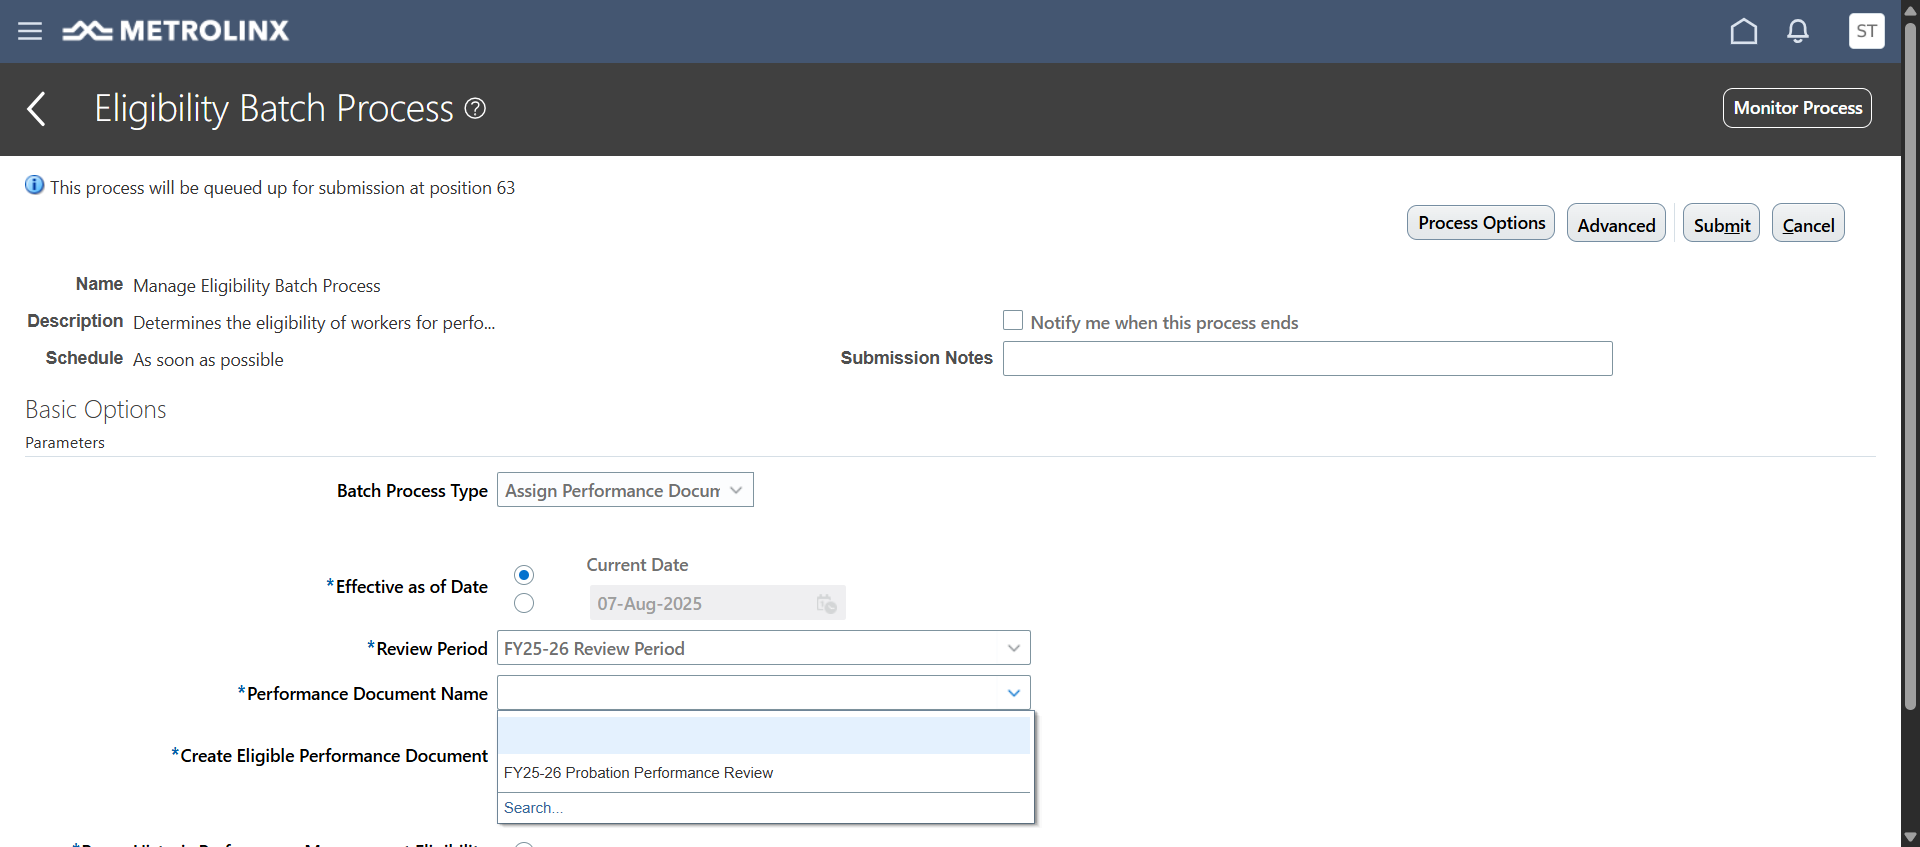 METROLINX
ST
Eligibility Batch Process
Monitor Process
This process will be queued up for submission at position 63
Process Options
Advanced
Submit
Cancel
Name Manage Eligibility Batch Process
Description Determines the eligibility of workers for perfo...
Notify me when this process ends
Schedule As soon as possible
Submission Notes
Basic Options
Parameters
Batch Process Type Assign Performance Docum
Current Date
*Effective as of Date
07-Aug-2025
*Review Period FY25-26 Review Period
*Performance Document Name
*Create Eligible Performance Document
FY25-26 Probation Performance Review
Search...